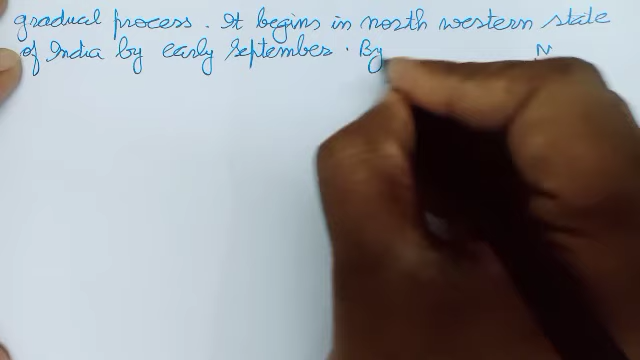 gradual process. It begins in north western state
of India by early September. By
N